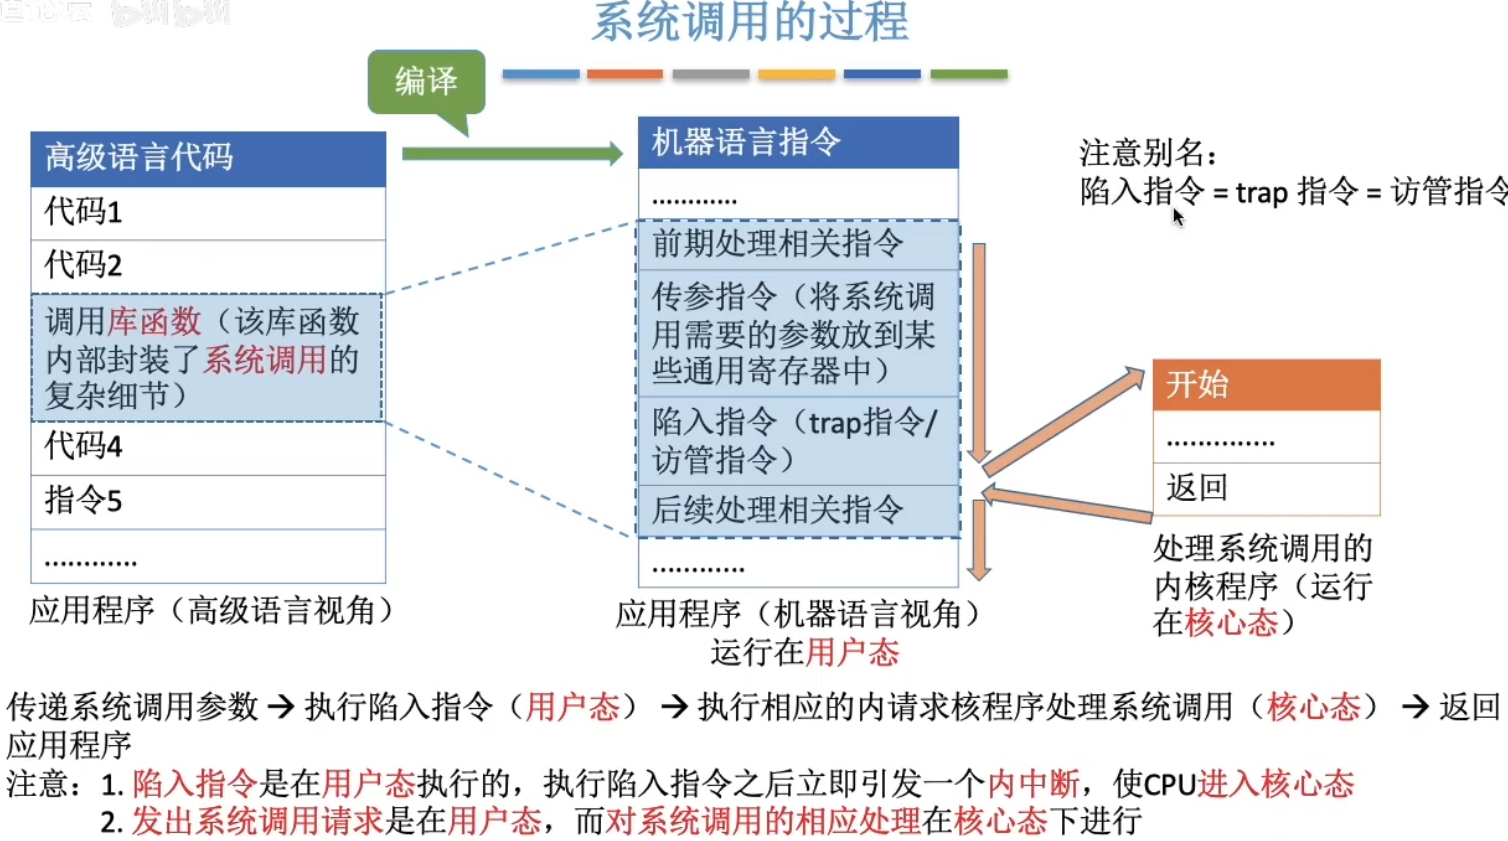 系统调用的过程
编译
高级语言代码
代码1
代码2
调用库函数（该库函数
内部封装了系统调用的
复杂细节）
代码4
指令5
............
应用程序（高级语言视角）
机器语言指令
............
前期处理相关指令
传参指令（将系统调
用需要的参数放到某
些通用寄存器中）
陷入指令（trap指令/
访管指令）
后续处理相关指令
............
应用程序（机器语言视角）
运行在用户态
注意别名：
陷入指令 = trap 指令 = 访管指令
开始
..............
返回
处理系统调用的
内核程序（运行
在核心态）
传递系统调用参数 → 执行陷入指令（用户态） → 执行相应的内请求核程序处理系统调用（核心态） → 返回
应用程序
注意：1. 陷入指令是在用户态执行的，执行陷入指令之后立即引发一个内中断，使CPU进入核心态
2. 发出系统调用请求是在用户态，而对系统调用的相应处理在核心态下进行